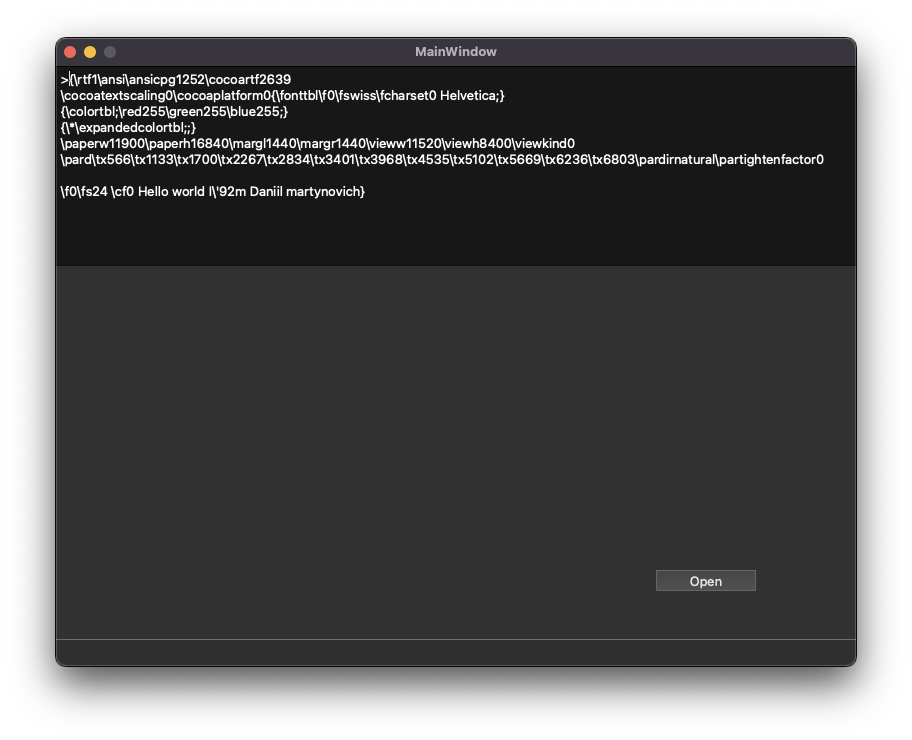 MainWindow
>{\rtf1\ansi\ansicpg1252\cocoartf2639
\cocoatextscaling0\cocoaplatform0{\fonttbl\f0\fswiss\fcharset0 Helvetica;}
{\colortbl;\red255\green255\blue255;}
{\*\expandedcolortbl;;}
\paperw11900\paperh16840\margl1440\margr1440\vieww11520\viewh8400\viewkind0
\pard\tx566\tx1133\tx1700\tx2267\tx2834\tx3401\tx3968\tx4535\tx5102\tx5669\tx6236\tx6803\pardirnatural\partightenfactor0
\f0\fs24 \cf0 Hello world I\'92m Daniil martynovich}
Open